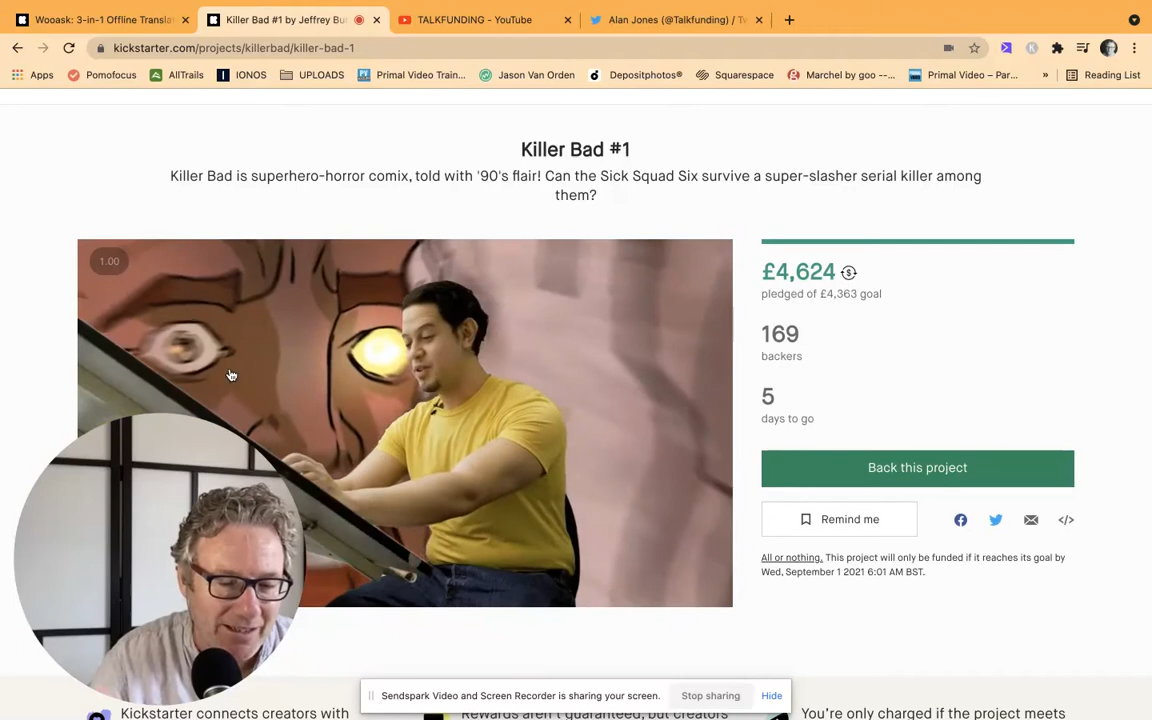 Wooask: 3-in-1 Offline Transla
Killer Bad #1 by Jeffrey Bu
TALKFUNDING - YouTube
Alan Jones (@Talkfunding) / Tw
kickstarter.com/projects/killerbad/killer-bad-1
Apps
Pomofocus
AllTrails
IONOS
UPLOADS
Primal Video Train...
Jason Van Orden
Depositphotos®
Squarespace
Marchel by goo --...
Primal Video – Par...
»
Reading List
Killer Bad #1
Killer Bad is superhero-horror comix, told with '90's flair! Can the Sick Squad Six survive a super-slasher serial killer among
them?
1.00
£4,624
pledged of £4,363 goal
169
backers
5
days to go
Back this project
Remind me
All or nothing. This project will only be funded if it reaches its goal by
Wed, September 1 2021 6:01 AM BST.
Sendspark Video and Screen Recorder is sharing your screen.
Stop sharing
Hide
Kickstarter connects creators with
Rewards aren't guaranteed, but creators
You're only charged if the project meets